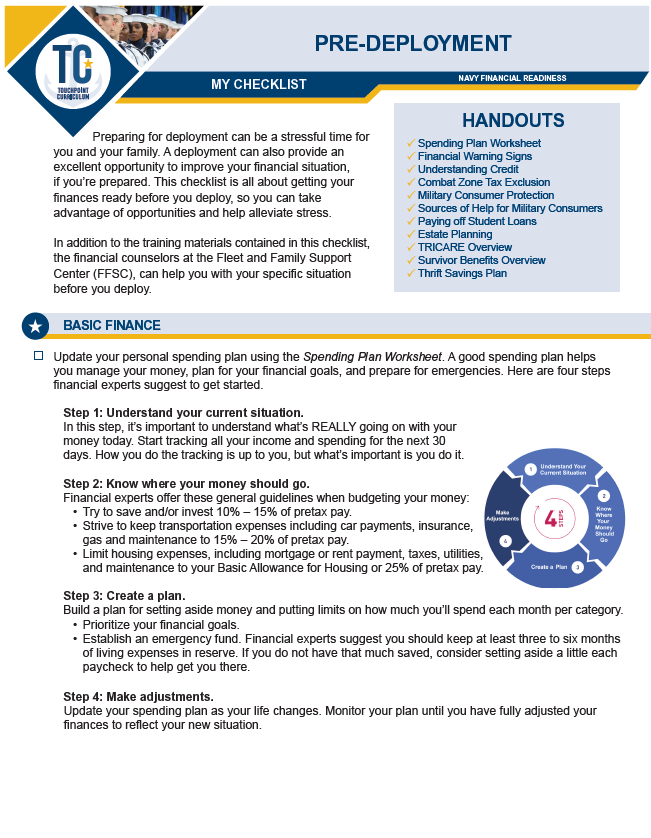 PRE-DEPLOYMENT
TC
TOUCHPOINT
CURRICULUM
MY CHECKLIST
NAVY FINANCIAL READINESS
Preparing for deployment can be a stressful time for
you and your family. A deployment can also provide an
excellent opportunity to improve your financial situation,
if you're prepared. This checklist is all about getting your
finances ready before you deploy, so you can take
advantage of opportunities and help alleviate stress.
In addition to the training materials contained in this checklist,
the financial counselors at the Fleet and Family Support
Center (FFSC), can help you with your specific situation
before you deploy.
HANDOUTS
✓ Spending Plan Worksheet
✓ Financial Warning Signs
✓ Understanding Credit
✓ Combat Zone Tax Exclusion
✓ Military Consumer Protection
✓ Sources of Help for Military Consumers
✓ Paying off Student Loans
✓ Estate Planning
✓ TRICARE Overview
✓ Survivor Benefits Overview
✓ Thrift Savings Plan
BASIC FINANCE
Update your personal spending plan using the Spending Plan Worksheet. A good spending plan helps
you manage your money, plan for your financial goals, and prepare for emergencies. Here are four steps
financial experts suggest to get started.
Step 1: Understand your current situation.
In this step, it's important to understand what's REALLY going on with your
money today. Start tracking all your income and spending for the next 30
days. How you do the tracking is up to you, but what's important is you do it.
Step 2: Know where your money should go.
Financial experts offer these general guidelines when budgeting your money:
• Try to save and/or invest 10% – 15% of pretax pay.
• Strive to keep transportation expenses including car payments, insurance,
gas and maintenance to 15% – 20% of pretax pay.
• Limit housing expenses, including mortgage or rent payment, taxes, utilities,
and maintenance to your Basic Allowance for Housing or 25% of pretax pay.
1 Understand Your
Current Situation
2
Know
Where
Your
Money
Should
Go
Create a Plan 3
Make
Adjustments
4
4 STEPS
Step 3: Create a plan.
Build a plan for setting aside money and putting limits on how much you'll spend each month per category.
• Prioritize your financial goals.
• Establish an emergency fund. Financial experts suggest you should keep at least three to six months
of living expenses in reserve. If you do not have that much saved, consider setting aside a little each
paycheck to help get you there.
Step 4: Make adjustments.
Update your spending plan as your life changes. Monitor your plan until you have fully adjusted your
finances to reflect your new situation.